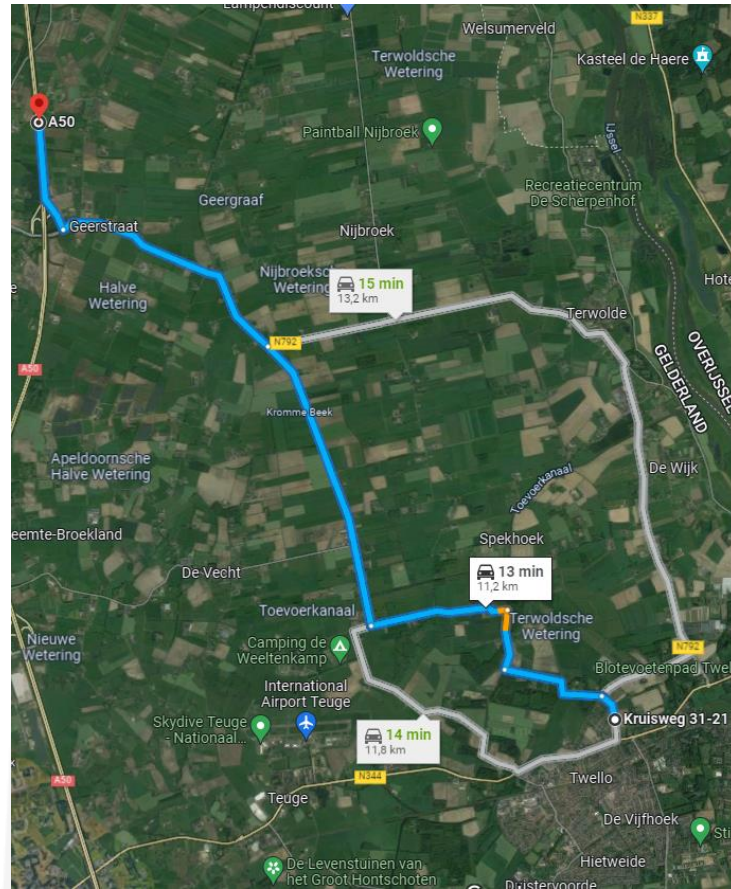 Lampendiscount
Welsumerveld
N337
Terwoldsche
Wetering
Kasteel de Haere
A50
Paintball Nijbroek
IJssel
Geergraaf
Recreatiecentrum
De Scherpenhof
Geerstraat
Nijbroek
Halve
Wetering
Nijbroeksche
Wetering
15 min
13,2 km
Hote
Terwolde
N792
OVERIJSSEL
GELDERLAND
A50
Kromme Beek
Apeldoornsche
Halve Wetering
De Wijk
Toevoerkanaal
eemte-Broekland
Spekhoek
De Vecht
13 min
11,2 km
Toevoerkanaal
Terwoldsche
Wetering
Nieuwe
Wetering
Camping de
Weeltenkamp
N792
Blotevoetenpad Twel
International
Airport Teuge
Kruisweg 31-21
Skydive Teuge
- Nationaal...
14 min
11,8 km
A50
N344
Twello
Teuge
De Vijfhoek
Sti
De Levenstuinen van
het Groot Hontschoten
Hietweide
Duistervoorde